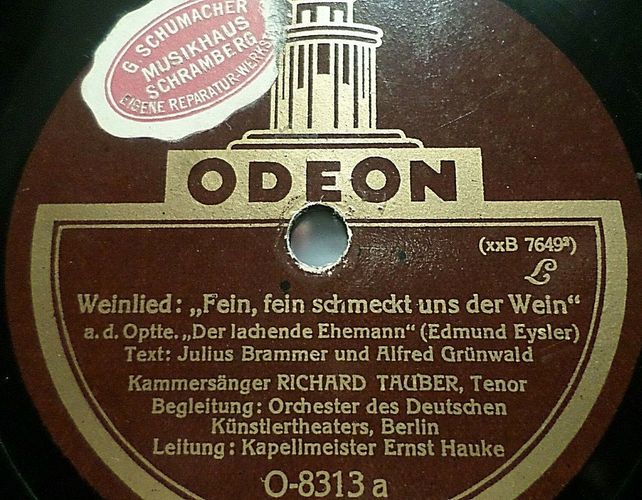 G. SCHUMACHER
MUSIKHAUS
SCHRAMBERG
EIGENE REPARATUR-WERKST
ODEON
(xxB 7649²)
L
Weinlied: „Fein, fein schmeckt uns der Wein“
a. d. Optte. „Der lachende Ehemann“ (Edmund Eysler)
Text: Julius Brammer und Alfred Grünwald
Kammersänger RICHARD TAUBER, Tenor
Begleitung: Orchester des Deutschen
Künstlertheaters, Berlin
Leitung: Kapellmeister Ernst Hauke
O-8313 a